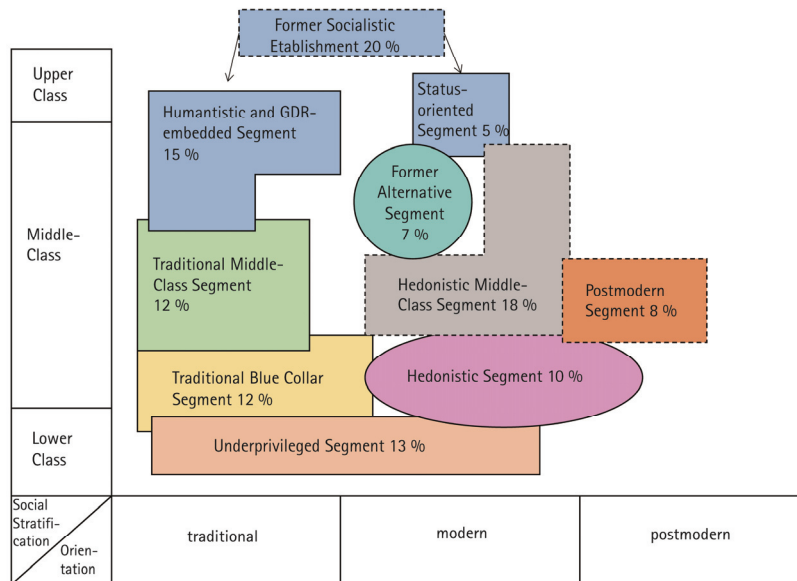 Former Socialistic
Etablishment 20 %
Upper
Class
Humantistic and GDR-
embedded Segment
15 %
Status-
oriented
Segment 5 %
Former
Alternative
Segment
7 %
Middle-
Class
Traditional Middle-
Class Segment
12 %
Hedonistic Middle-
Class Segment 18 %
Postmodern
Segment 8 %
Traditional Blue Collar
Segment 12 %
Hedonistic Segment 10 %
Lower
Class
Underprivileged Segment 13 %
Social
Stratifi-
cation
Orien-
tation
traditional
modern
postmodern